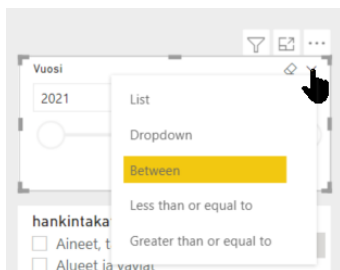 Vuosi
2021
List
Dropdown
Between
Less than or equal to
Greater than or equal to
hankintaka
Aineet, t
Alueet ja